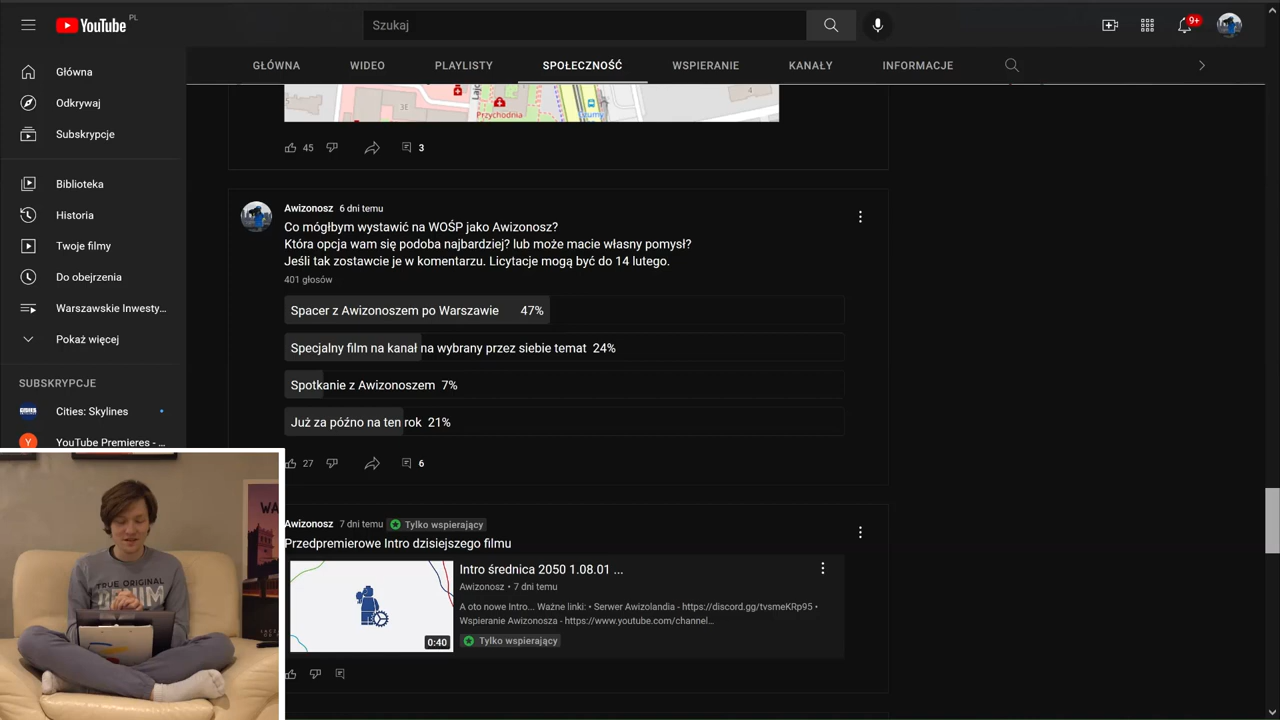 YouTube PL
Szukaj
9+
GŁÓWNA WIDEO PLAYLISTY SPOŁECZNOŚĆ WSPIERANIE KANAŁY INFORMACJE
Główna
Odkrywaj
Subskrypcje
Biblioteka
Historia
Twoje filmy
Do obejrzenia
Warszawskie Inwesty...
Pokaż więcej
SUBSKRYPCJE
Cities: Skylines
Y YouTube Premieres - ...
3E
Przychodnia
4
45 3
Awizonosz 6 dni temu
Co mógłbym wystawić na WOŚP jako Awizonosz?
Która opcja wam się podoba najbardziej? lub może macie własny pomysł?
Jeśli tak zostawcie je w komentarzu. Licytacje mogą być do 14 lutego.
401 głosów
Spacer z Awizonoszem po Warszawie 47%
Specjalny film na kanał na wybrany przez siebie temat 24%
Spotkanie z Awizonoszem 7%
Już za późno na ten rok 21%
27 6
Awizonosz 7 dni temu Tylko wspierający
Przedpremierowe Intro dzisiejszego filmu
0:40
Intro średnica 2050 1.08.01 ...
Awizonosz • 7 dni temu
A oto nowe Intro... Ważne linki: • Serwer Awizolandia - https://discord.gg/tvsmeKRp95 •
Wspieranie Awizonosza - https://www.youtube.com/channel...
Tylko wspierający
TRUE ORIGINAL
DENIM
WA